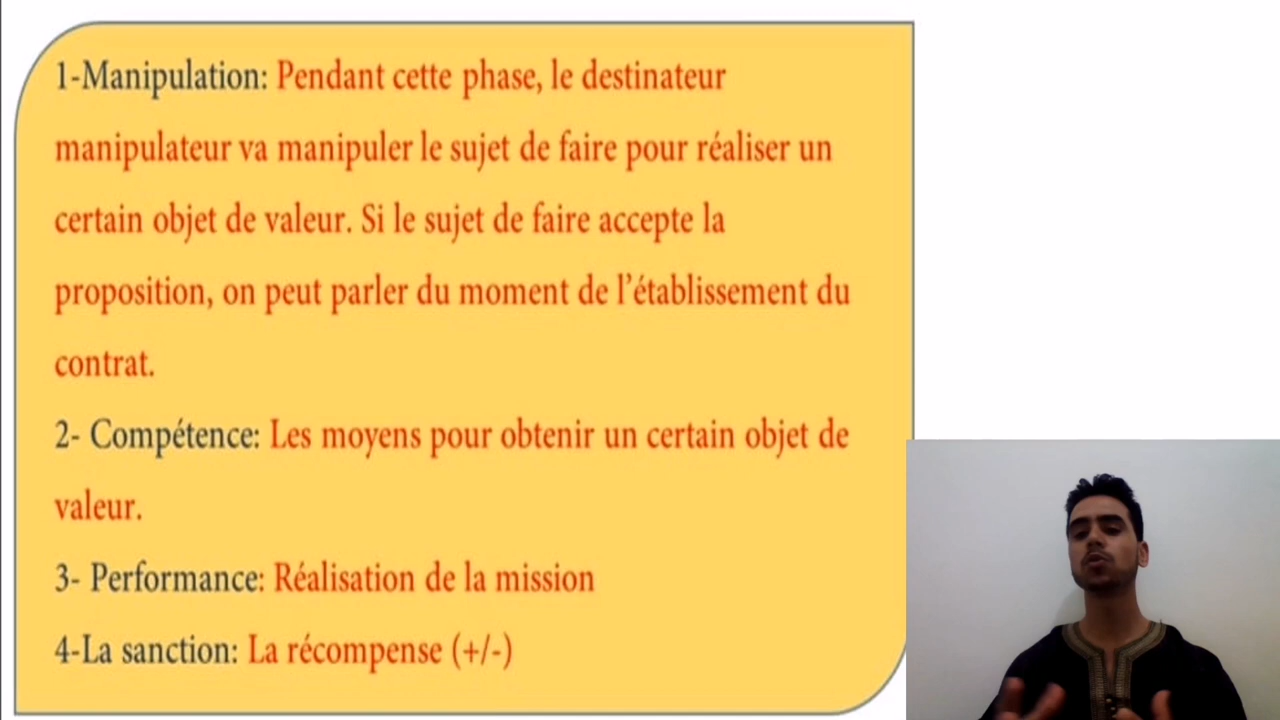 1-Manipulation: Pendant cette phase, le destinateur
manipulateur va manipuler le sujet de faire pour réaliser un
certain objet de valeur. Si le sujet de faire accepte la
proposition, on peut parler du moment de l’établissement du
contrat.
2- Compétence: Les moyens pour obtenir un certain objet de
valeur.
3- Performance: Réalisation de la mission
4-La sanction: La récompense (+/-)